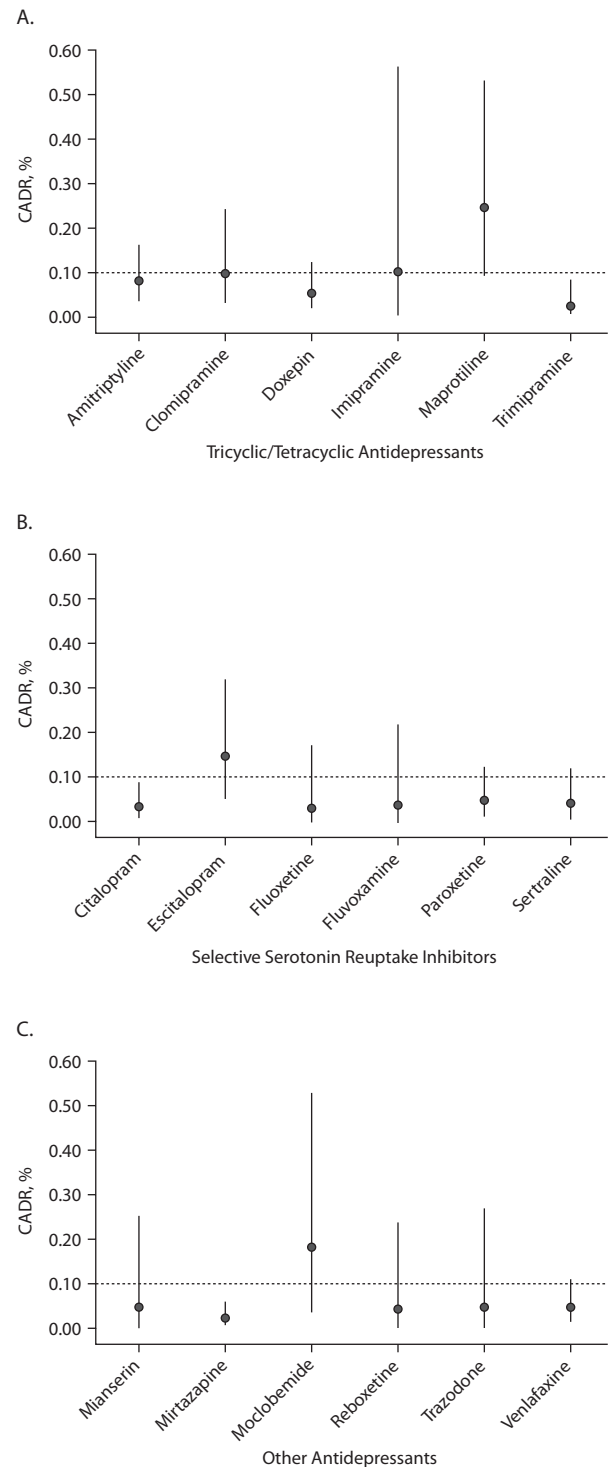 A.
0.60
0.50
0.40
0.30
0.20
0.10
0.00
CADR, %
Amitriptyline
Clomipramine
Doxepin
Imipramine
Maprotiline
Trimipramine
Tricyclic/Tetracyclic Antidepressants
B.
0.60
0.50
0.40
0.30
0.20
0.10
0.00
CADR, %
Citalopram
Escitalopram
Fluoxetine
Fluvoxamine
Paroxetine
Sertraline
Selective Serotonin Reuptake Inhibitors
C.
0.60
0.50
0.40
0.30
0.20
0.10
0.00
CADR, %
Mianserin
Mirtazapine
Moclobemide
Reboxetine
Trazodone
Venlafaxine
Other Antidepressants